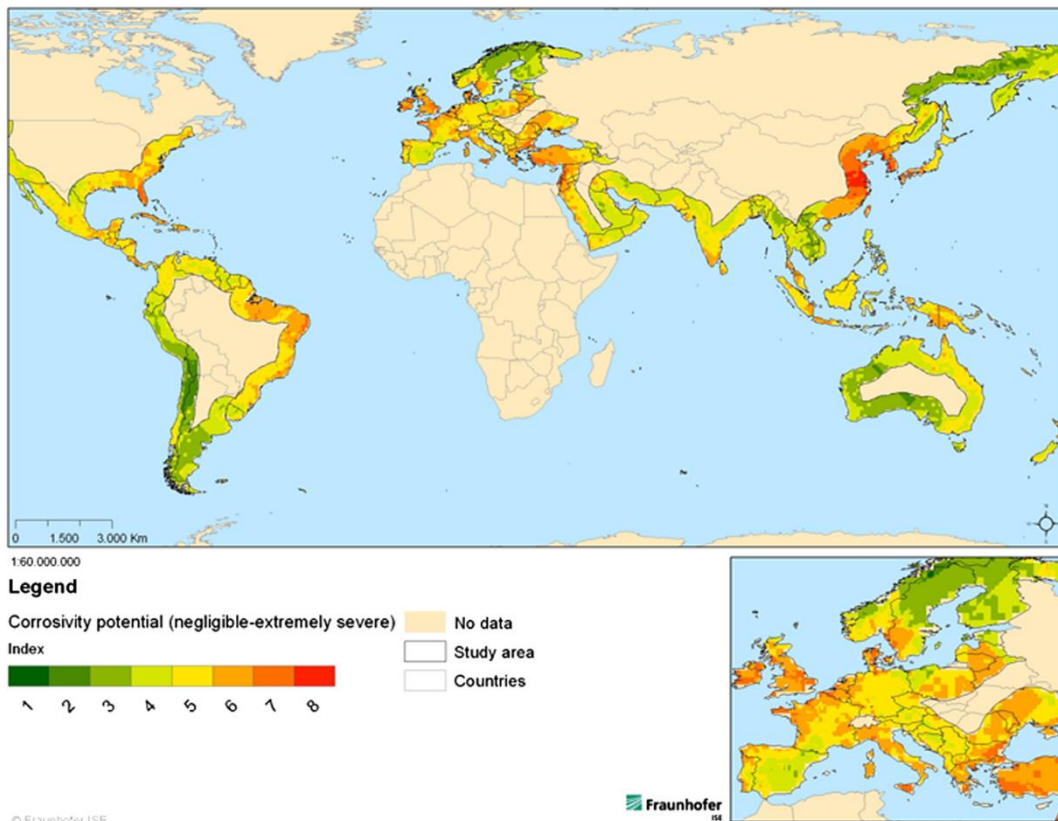 0 1.500 3.000 Km
1:60.000.000
Legend
Corrosivity potential (negligible-extremely severe)
Index
1 2 3 4 5 6 7 8
No data
Study area
Countries
Fraunhofer
ISE
© Fraunhofer ISE